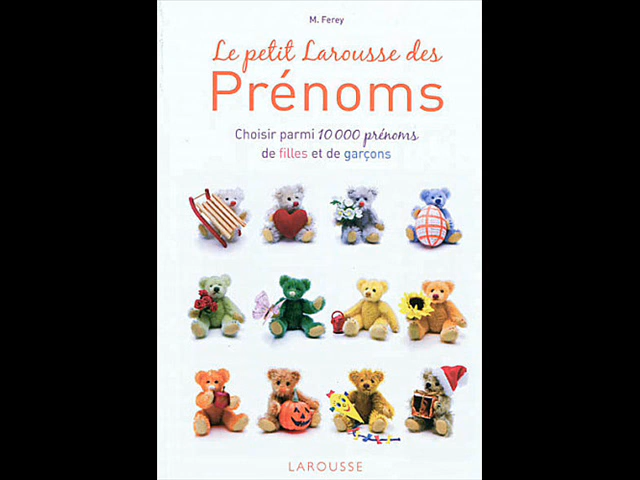 M. Ferey
Le petit Larousse des
Prénoms
Choisir parmi 10 000 prénoms
de filles et de garçons
LAROUSSE